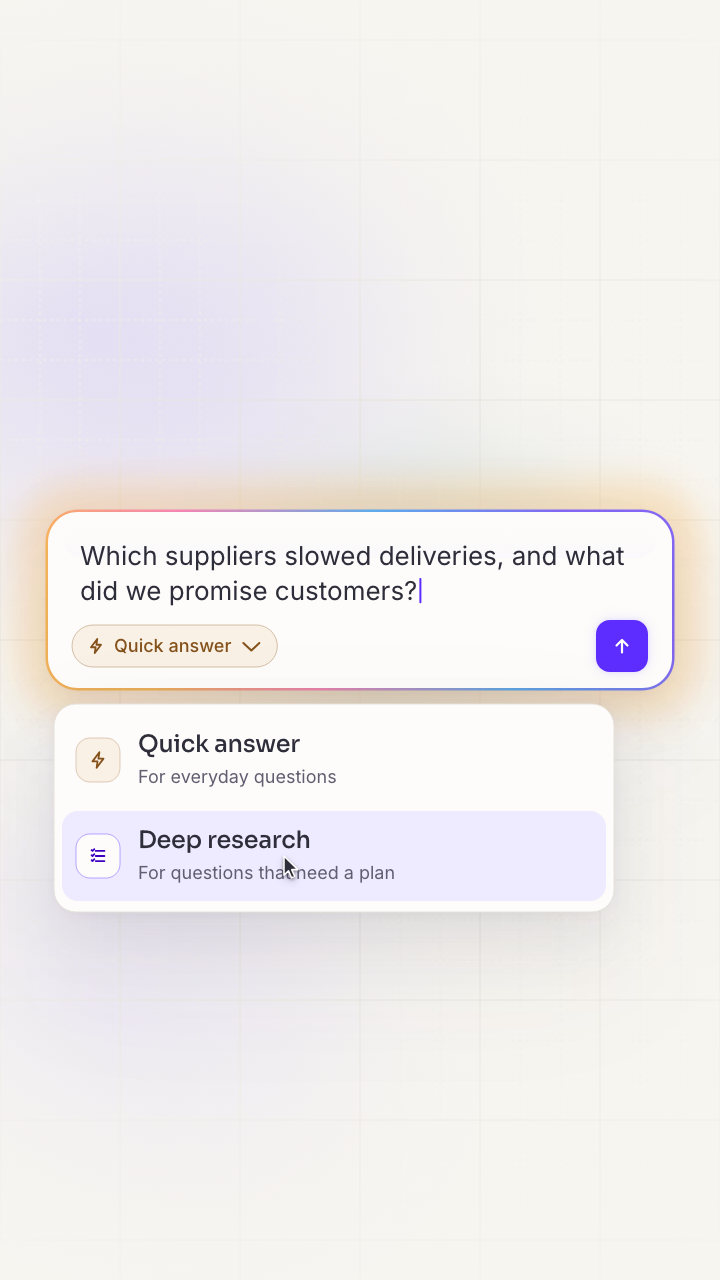 Which suppliers slowed deliveries, and what
did we promise customers?
Quick answer
Quick answer
For everyday questions
Deep research
For questions that need a plan